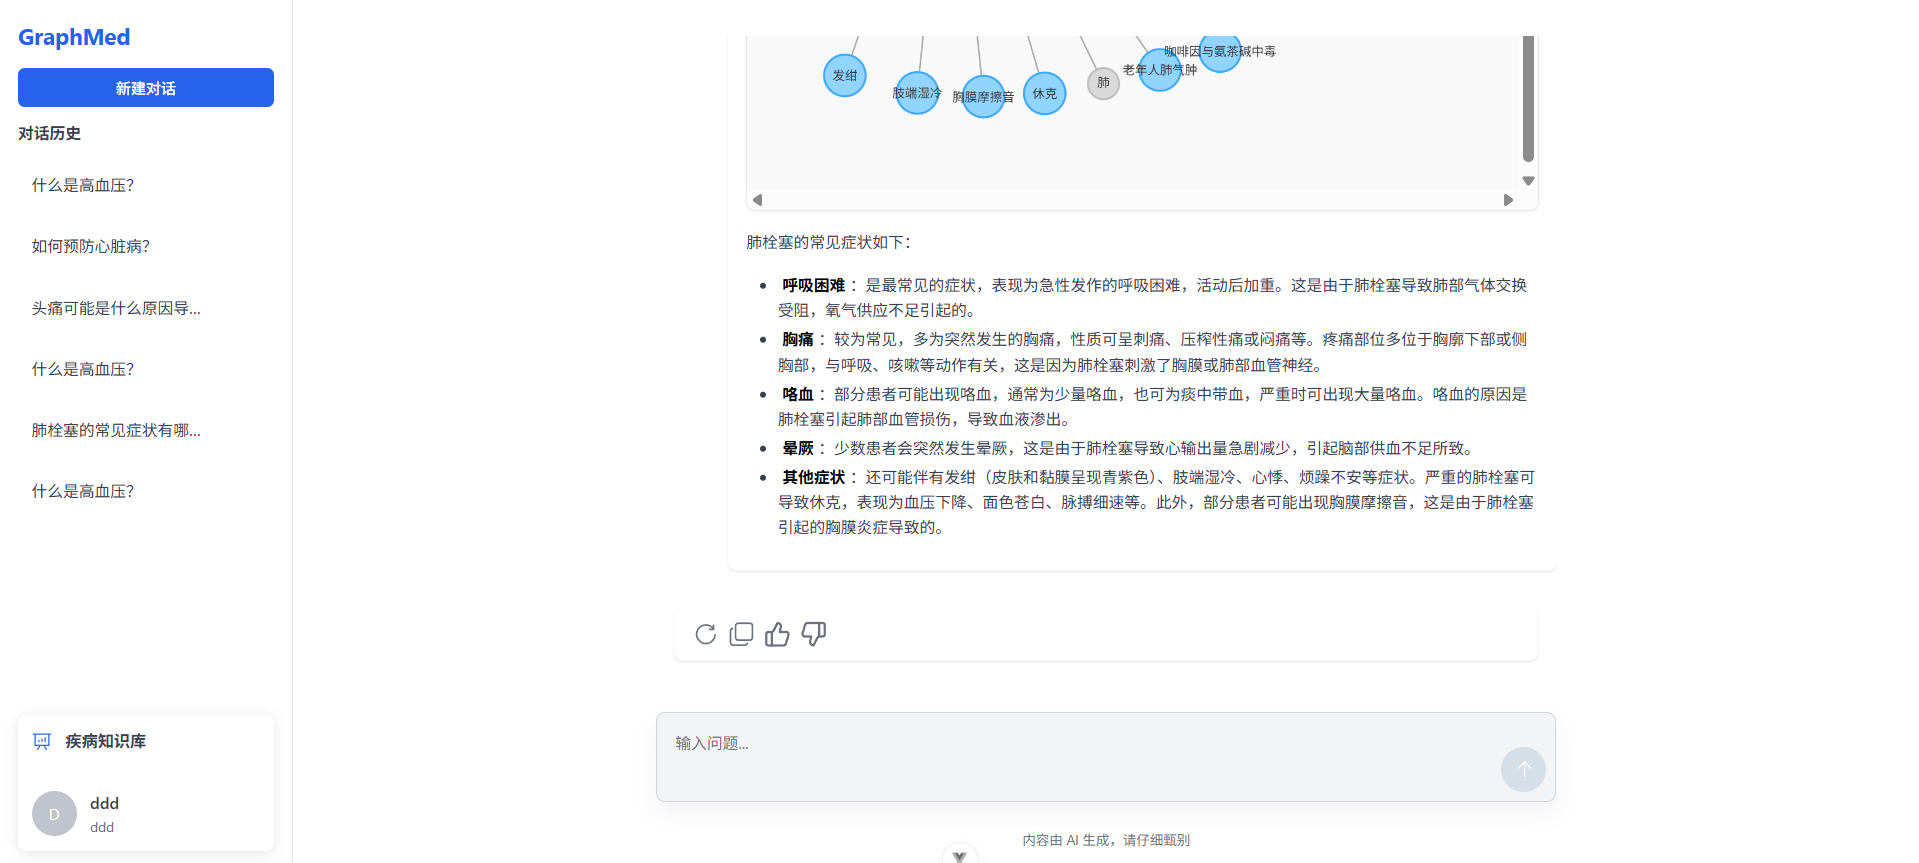 GraphMed
新建对话
对话历史
什么是高血压?
如何预防心脏病?
头痛可能是什么原因导...
什么是高血压?
肺栓塞的常见症状有哪...
什么是高血压?
疾病知识库
D
ddd
ddd
发绀
肢端湿冷
胸膜摩擦音
休克
肺
老年人肺气肿
咖啡因与氨茶碱中毒
肺栓塞的常见症状如下：
呼吸困难：是最常见的症状，表现为急性发作的呼吸困难，活动后加重。这是由于肺栓塞导致肺部气体交换
受阻，氧气供应不足引起的。
胸痛：较为常见，多为突然发生的胸痛，性质可呈刺痛、压榨性痛或闷痛等。疼痛部位多位于胸廓下部或侧
胸部，与呼吸、咳嗽等动作有关，这是因为肺栓塞刺激了胸膜或肺部血管神经。
咯血：部分患者可能出现咯血，通常为少量咯血，也可为痰中带血，严重时可出现大量咯血。咯血的原因是
肺栓塞引起肺部血管损伤，导致血液渗出。
晕厥：少数患者会突然发生晕厥，这是由于肺栓塞导致心输出量急剧减少，引起脑部供血不足所致。
其他症状：还可能伴有发绀（皮肤和黏膜呈现青紫色）、肢端湿冷、心悸、烦躁不安等症状。严重的肺栓塞可
导致休克，表现为血压下降、面色苍白、脉搏细速等。此外，部分患者可能出现胸膜摩擦音，这是由于肺栓塞
引起的胸膜炎症导致的。
输入问题...
内容由 AI 生成，请仔细甄别